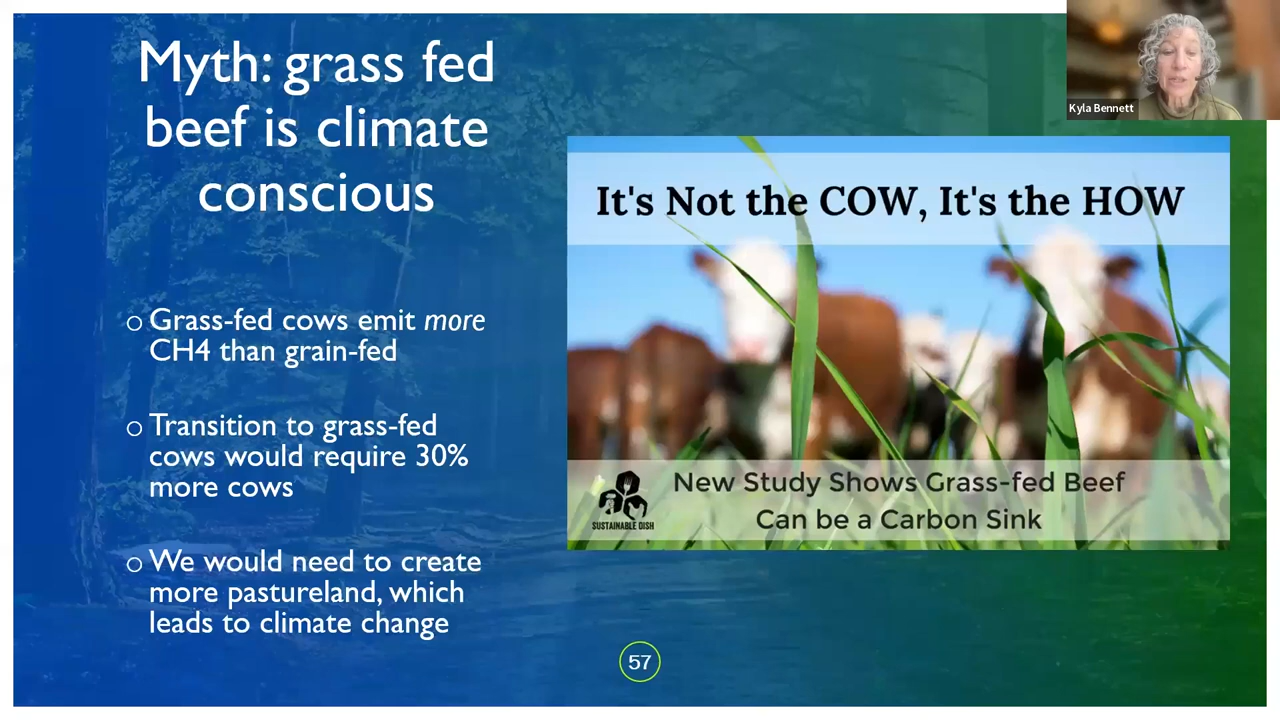 Myth: grass fed
beef is climate
conscious
Kyla Bennett
It's Not the COW, It's the HOW
o Grass-fed cows emit more
CH4 than grain-fed
o Transition to grass-fed
cows would require 30%
more cows
New Study Shows Grass-fed Beef
Can be a Carbon Sink
SUSTAINABLE DISH
o We would need to create
more pastureland, which
leads to climate change
57